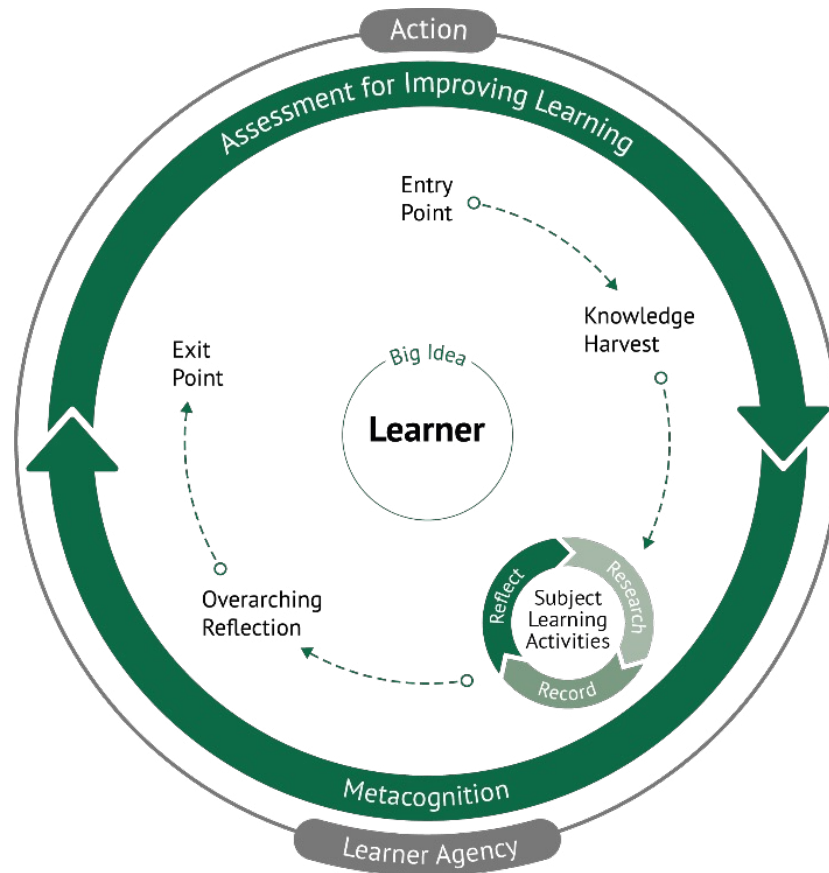 Action
Assessment for Improving Learning
Entry
Point
Knowledge
Harvest
Exit
Point
Big Idea
Learner
Reflect
Research
Subject
Learning
Activities
Record
Overarching
Reflection
Metacognition
Learner Agency